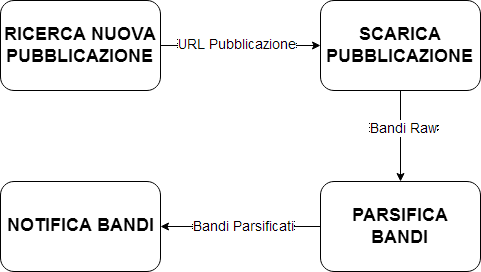 RICERCA NUOVA
PUBBLICAZIONE
URL Pubblicazione
SCARICA
PUBBLICAZIONE
Bandi Raw
PARSIFICA
BANDI
Bandi Parsificati
NOTIFICA BANDI